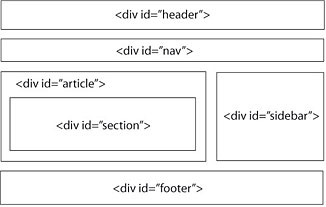 <div id="header">
<div id="nav">
<div id="article">
<div id="section">
<div id="sidebar">
<div id="footer">